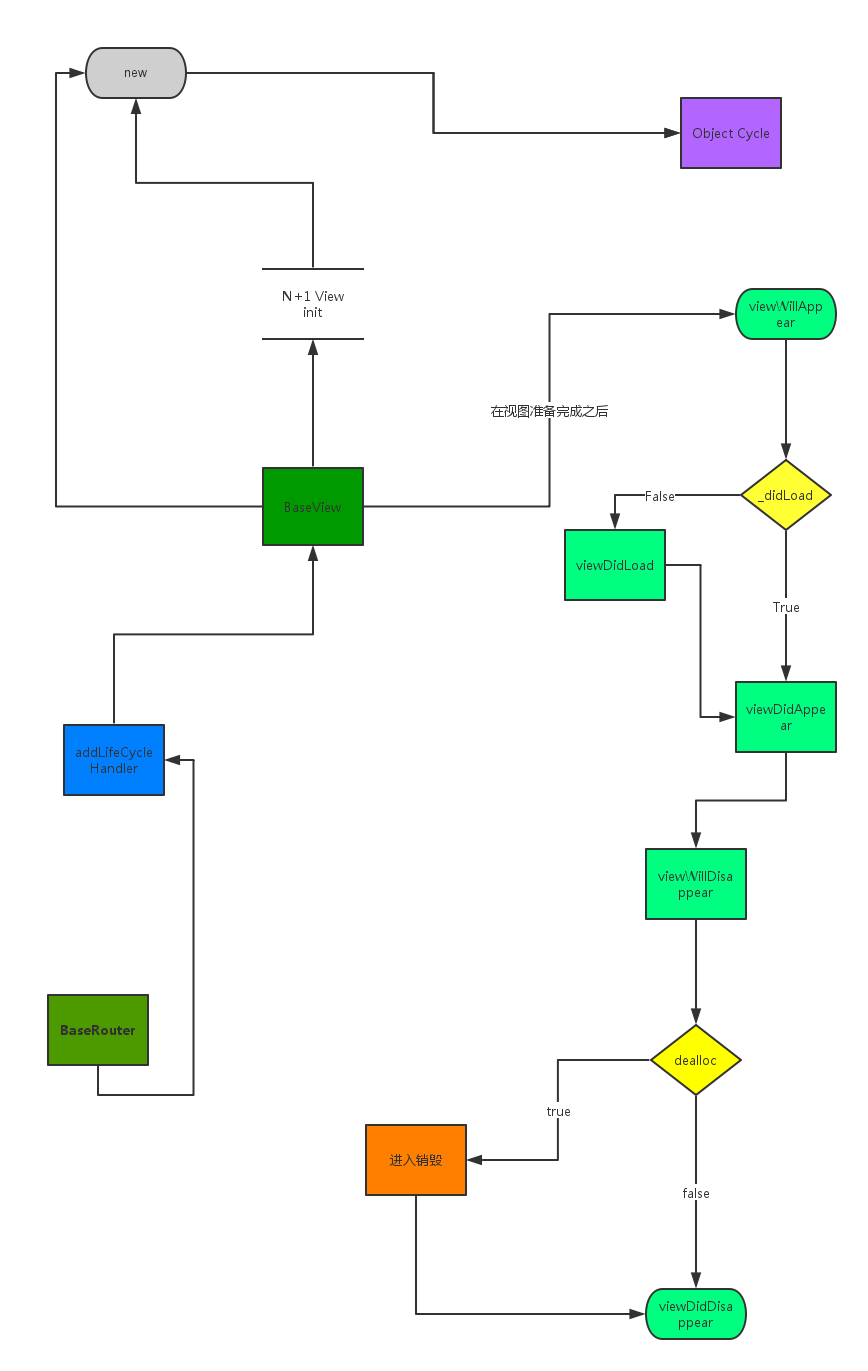 new
Object Cycle
N+1 View
init
viewWillApp
ear
在视图准备完成之后
_didLoad
False
BaseView
viewDidLoad
True
viewDidAppe
ar
addLifeCycle
Handler
viewWillDisa
ppear
BaseRouter
dealloc
true
进入销毁
false
viewDidDisa
ppear